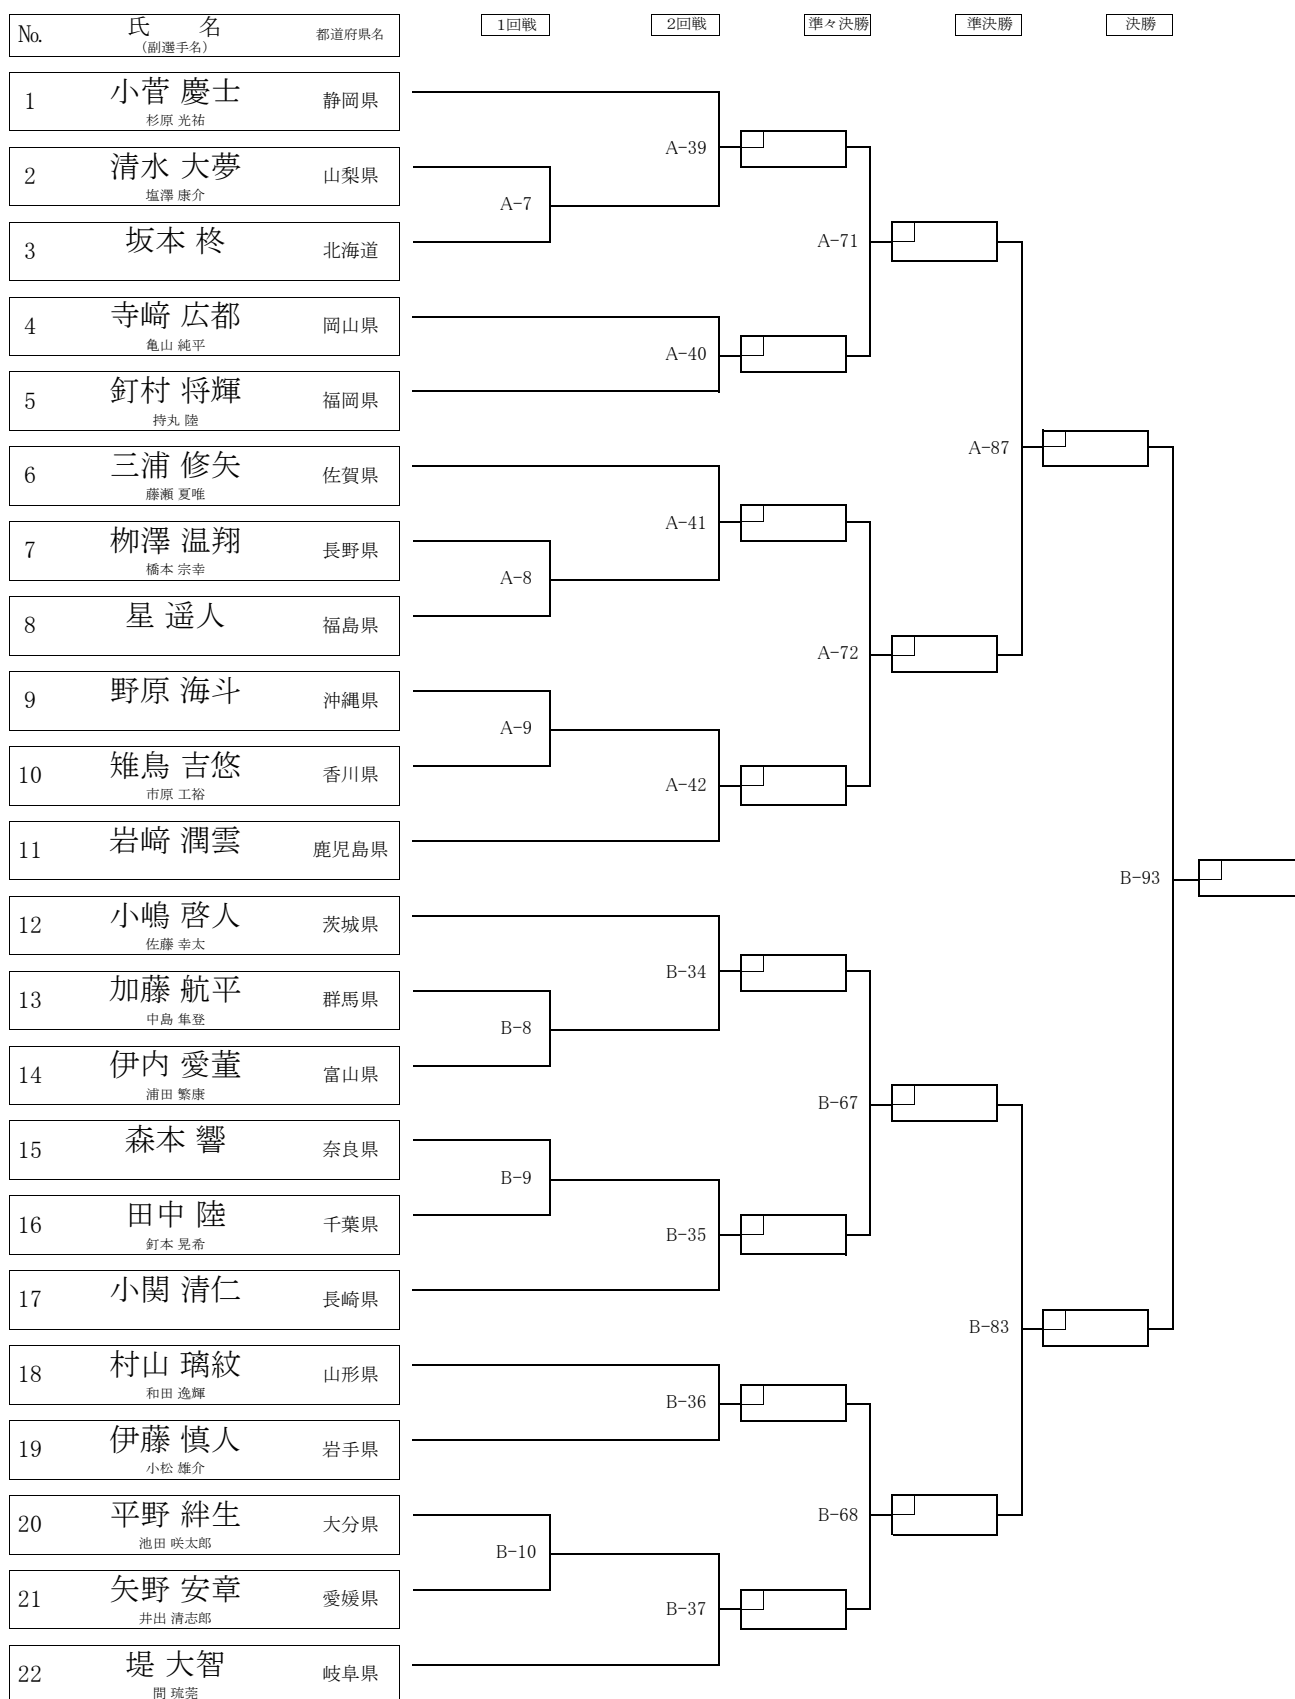 No. 氏 名 都道府県名 1回戦 2回戦 準々決勝 準決勝 決勝
(副選手名)
1 小菅 慶士 静岡県
杉原 光祐
A-39
2 清水 大夢 山梨県
塩澤 康介
A-7
3 坂本 柊 北海道
A-71
4 寺﨑 広都 岡山県
亀山 純平
A-40
5 釘村 将輝 福岡県
持丸 陸
A-87
6 三浦 修矢 佐賀県
藤瀬 夏唯
A-41
7 栁澤 温翔 長野県
橋本 宗幸
A-8
8 星 遥人 福島県
A-72
9 野原 海斗 沖縄県
A-9
10 雉鳥 吉悠 香川県
市原 工裕
A-42
11 岩﨑 潤雲 鹿児島県
B-93
12 小嶋 啓人 茨城県
佐藤 幸太
B-34
13 加藤 航平 群馬県
中島 隼登
B-8
14 伊内 愛董 富山県
浦田 繁康
B-67
15 森本 響 奈良県
B-9
16 田中 陸 千葉県
釘本 晃希
B-35
17 小関 清仁 長崎県
B-83
18 村山 璃紋 山形県
和田 逸輝
B-36
19 伊藤 慎人 岩手県
小松 雄介
B-68
20 平野 絆生 大分県
池田 咲太郎
B-10
21 矢野 安章 愛媛県
井出 清志郎
B-37
22 堤 大智 岐阜県
間 琉莞